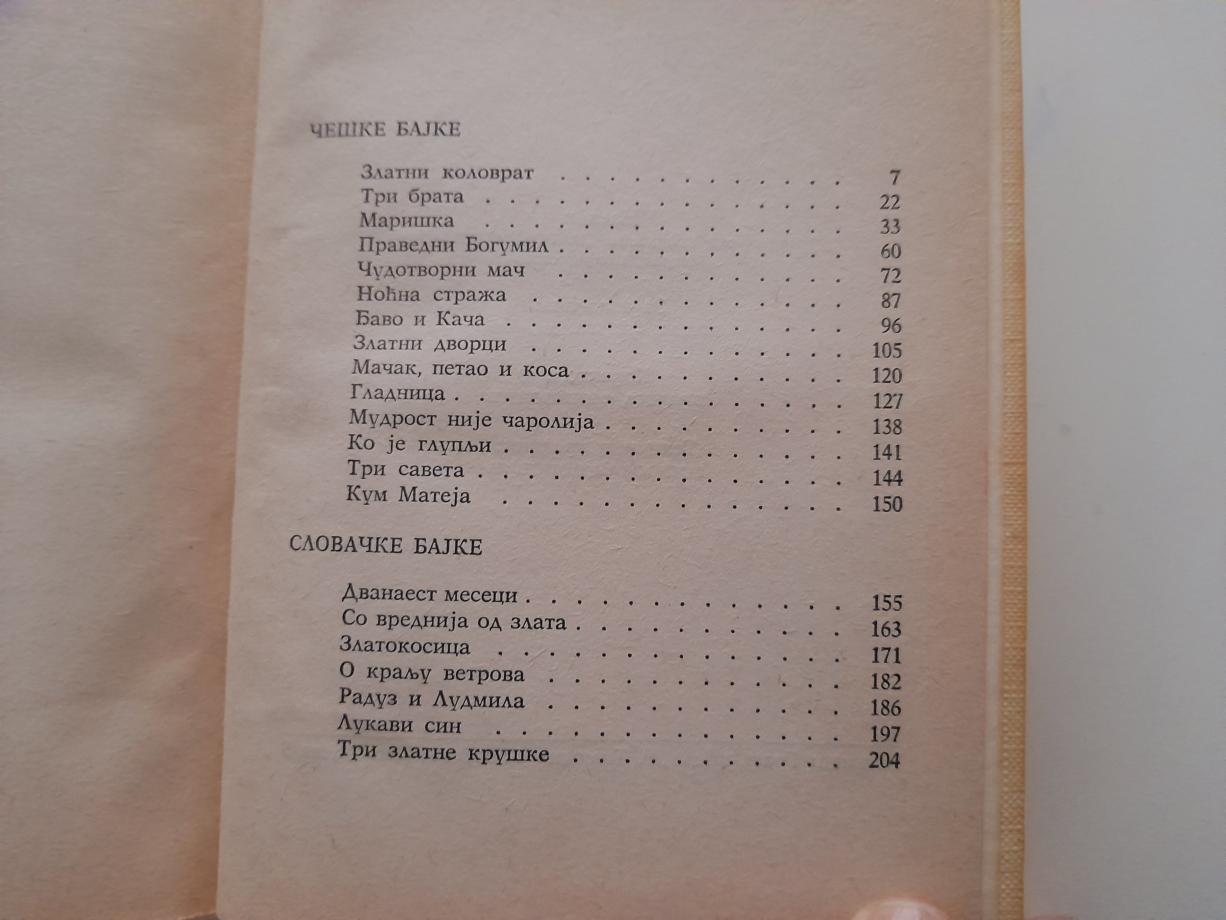 ЧЕШКЕ БАЈКЕ
Златни коловрат . . . . . . . . . . . . 7
Три брата . . . . . . . . . . . . . . . 22
Маришка . . . . . . . . . . . . . . . 33
Праведни Богумил . . . . . . . . . . . . 60
Чудотворни мач . . . . . . . . . . . . 72
Ноћна стража . . . . . . . . . . . . . 87
Баво и Кача . . . . . . . . . . . . . . 96
Златни дворци . . . . . . . . . . . . . 105
Мачак, петао и коса . . . . . . . . . . . 120
Гладница . . . . . . . . . . . . . . . . 127
Мудрост није чаролија . . . . . . . . . . 138
Ко је глупљи . . . . . . . . . . . . . . 141
Три савета . . . . . . . . . . . . . . . 144
Кум Матеја . . . . . . . . . . . . . . 150
СЛОВАЧКЕ БАЈКЕ
Дванаест месеци . . . . . . . . . . . . . 155
Со вреднија од злата . . . . . . . . . . . 163
Златокосица . . . . . . . . . . . . . . 171
О краљу ветрова . . . . . . . . . . . . 182
Радуз и Лудмила . . . . . . . . . . . . 186
Лукави син . . . . . . . . . . . . . . 197
Три златне крушке . . . . . . . . . . . 204